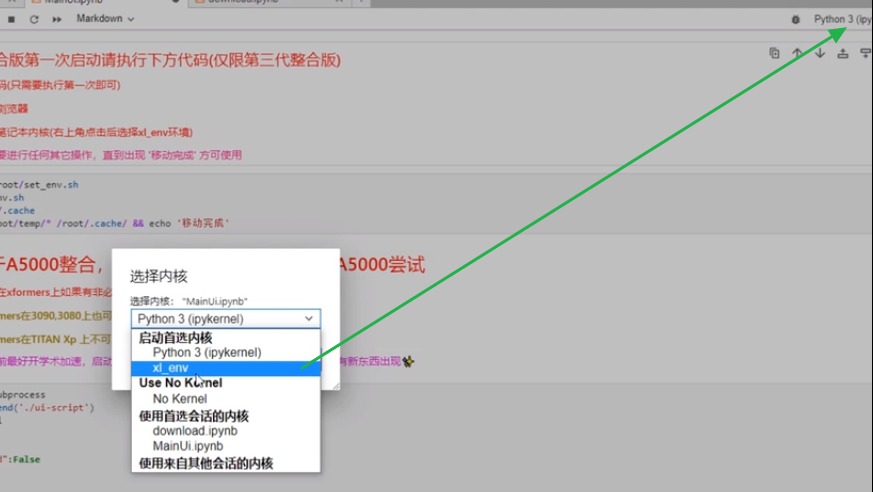 MainUi.ipynb
download.ipynb
Markdown
Python 3 (ipy
合版第一次启动请执行下方代码(仅限第三代整合版)
码(只需要执行第一次即可)
浏览器
笔记本内核(右上角点击后选择xl_env环境)
要进行任何其它操作，直到出现 '移动完成' 方可使用
root/set_env.sh
nv.sh
/.cache
oot/temp/* /root/.cache/ && echo '移动完成'
于A5000整合，
A5000尝试
在xformers上如果有非必
mers在3090,3080上也可
mers在TITAN Xp 上不可
前最好开学术加速，启动
有新东西出现
选择内核
选择内核： "MainUi.ipynb"
Python 3 (ipykernel)
启动首选内核
Python 3 (ipykernel)
xl_env
Use No Kernel
No Kernel
使用首选会话的内核
download.ipynb
MainUi.ipynb
使用来自其他会话的内核
ubprocess
end('./ui-script')
d":False